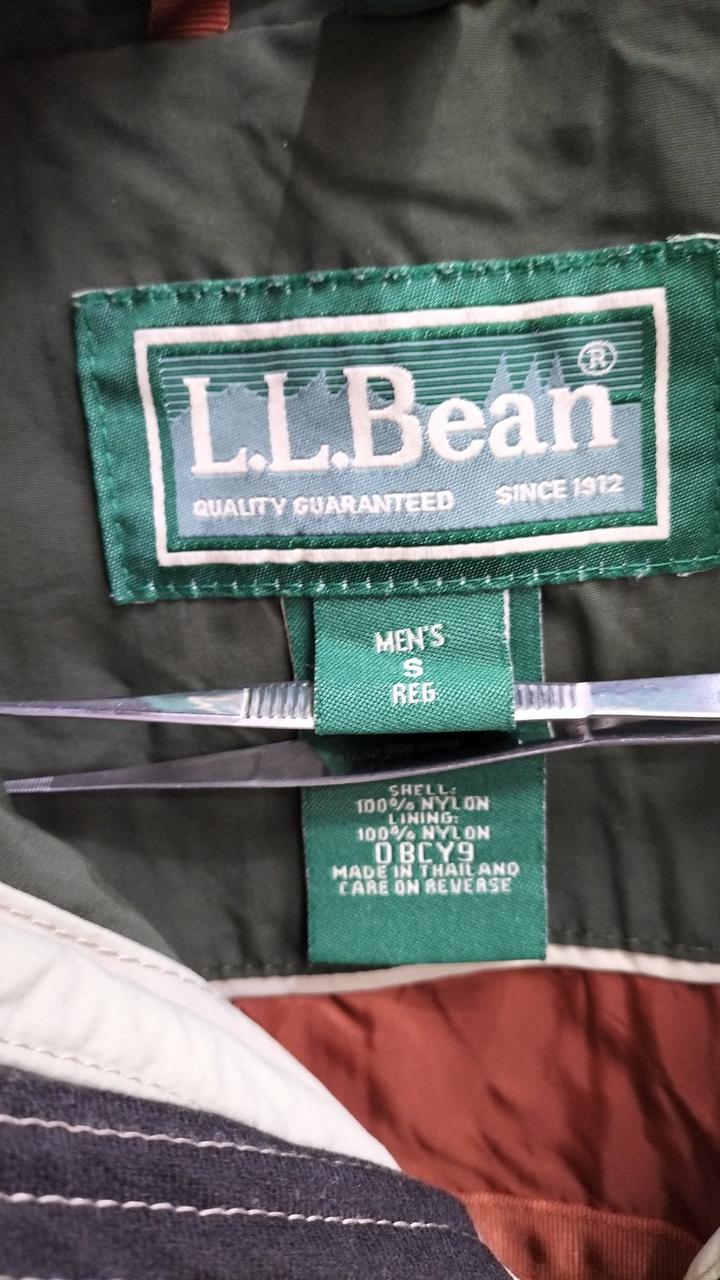 L.L.Bean®
QUALITY GUARANTEED SINCE 1912
MEN'S
S
REG
SHELL:
100% NYLON
LINING:
100% NYLON
0BCY9
MADE IN THAILAND
CARE ON REVERSE